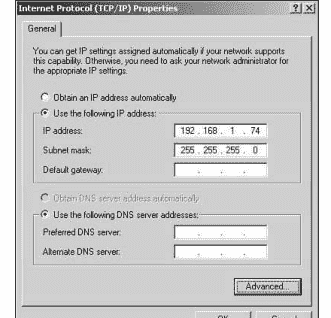 Internet Protocol (TCP/IP) Properties
? X
General
You can get IP settings assigned automatically if your network supports
this capability. Otherwise, you need to ask your network administrator for
the appropriate IP settings.
Obtain an IP address automatically
Use the following IP address:
IP address: 192 . 168 . 1 . 74
Subnet mask: 255 . 255 . 255 . 0
Default gateway: . . .
Obtain DNS server address automatically
Use the following DNS server addresses:
Preferred DNS server: . . .
Alternate DNS server: . . .
Advanced...